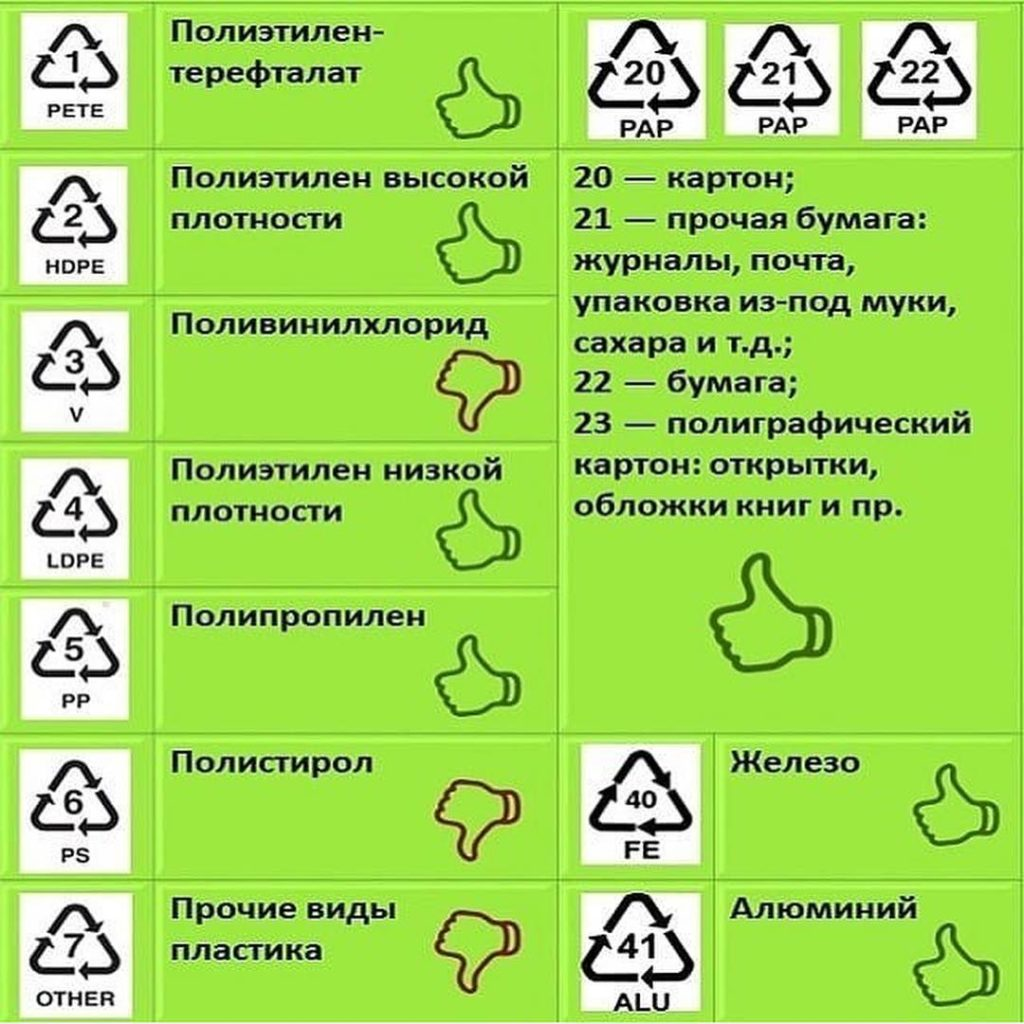 1
PETE
Полиэтилен-
терефталат
2
HDPE
Полиэтилен высокой
плотности
3
V
Поливинилхлорид
4
LDPE
Полиэтилен низкой
плотности
5
PP
Полипропилен
6
PS
Полистирол
7
OTHER
Прочие виды
пластика
20
PAP
21
PAP
22
PAP
20 — картон;
21 — прочая бумага:
журналы, почта,
упаковка из-под муки,
сахара и т.д.;
22 — бумага;
23 — полиграфический
картон: открытки,
обложки книг и пр.
40
FE
Железо
41
ALU
Алюминий